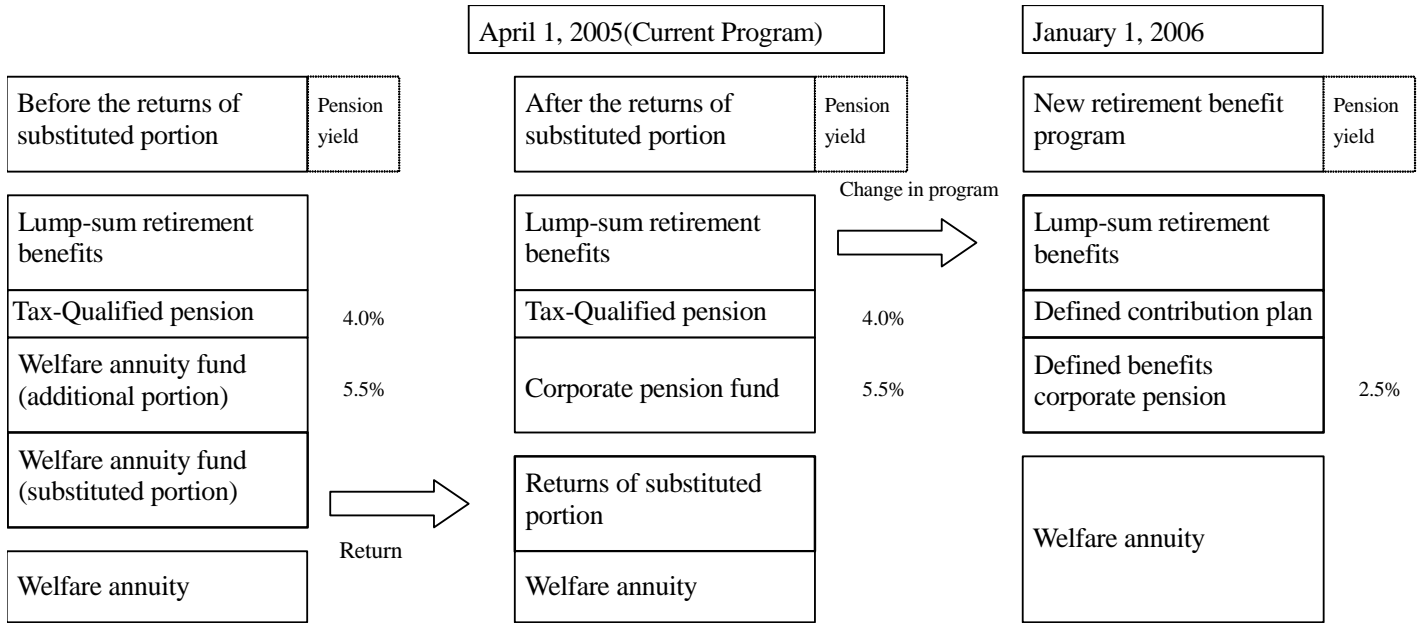 April 1, 2005(Current Program)
January 1, 2006
Before the returns of
substituted portion
Pension
yield
After the returns of
substituted portion
Pension
yield
New retirement benefit
program
Pension
yield
Change in program
Lump-sum retirement
benefits
Lump-sum retirement
benefits
Lump-sum retirement
benefits
Tax-Qualified pension
4.0%
Tax-Qualified pension
4.0%
Defined contribution plan
Welfare annuity fund
(additional portion)
5.5%
Corporate pension fund
5.5%
Defined benefits
corporate pension
2.5%
Welfare annuity fund
(substituted portion)
Return
Returns of substituted
portion
Welfare annuity
Welfare annuity
Welfare annuity